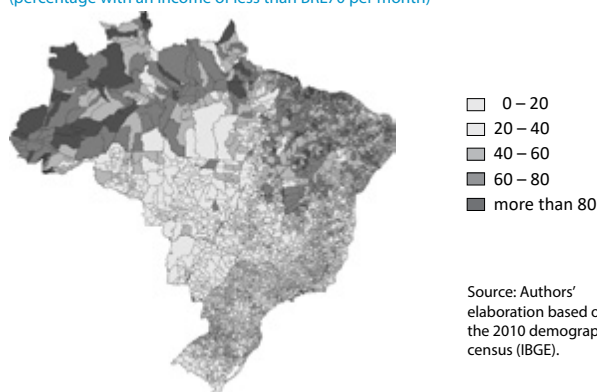 (percentage with an income of less than BRL70 per month)
0 – 20
20 – 40
40 – 60
60 – 80
more than 80
Source: Authors’
elaboration based o
the 2010 demograp
census (IBGE).